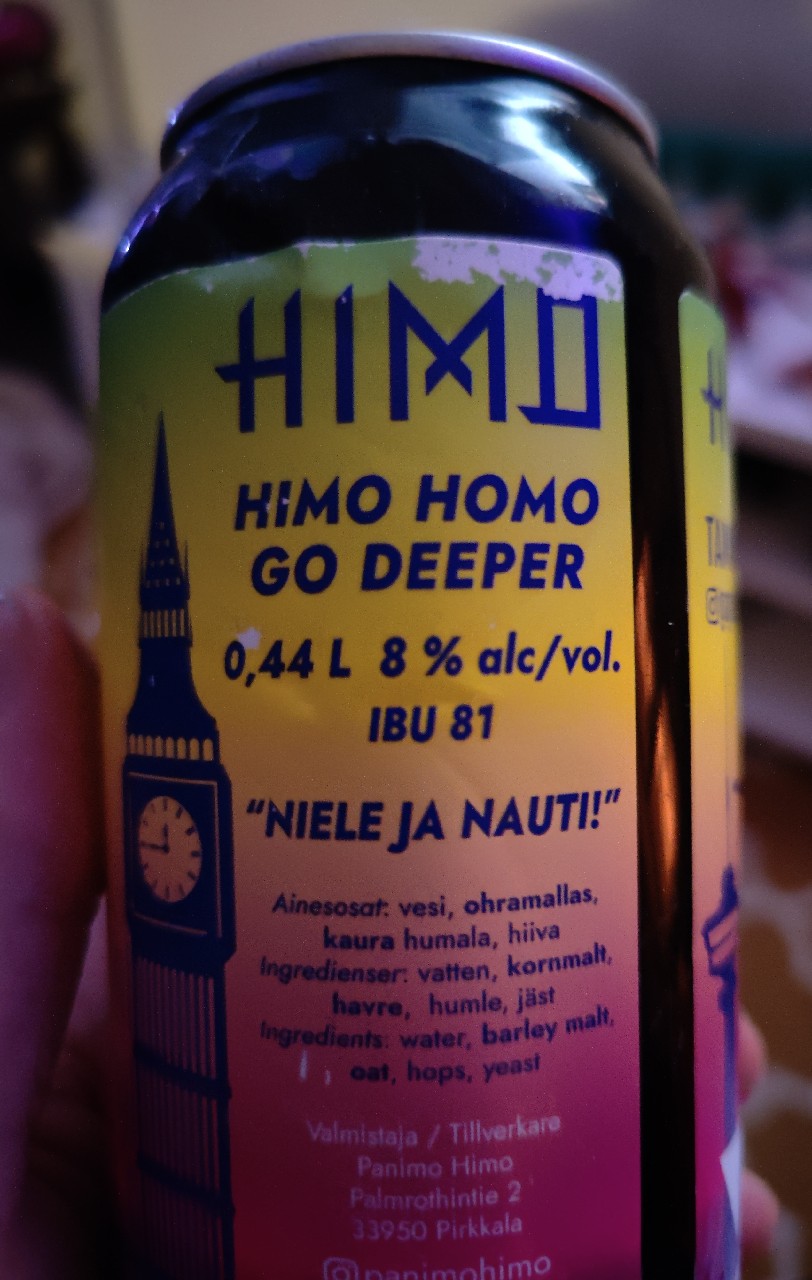 HIMO
HIMO HOMO
GO DEEPER
0,44 L 8 % alc/vol.
IBU 81
“NIELE JA NAUTI!”
Ainesosat: vesi, ohramallas,
kaura humala, hiiva
Ingredienser: vatten, kornmalt,
havre, humle, jäst
Ingredients: water, barley malt,
oat, hops, yeast
Valmistaja / Tillverkare
Panimo Himo
Palmrothintie 2
33950 Pirkkala
panimohimo